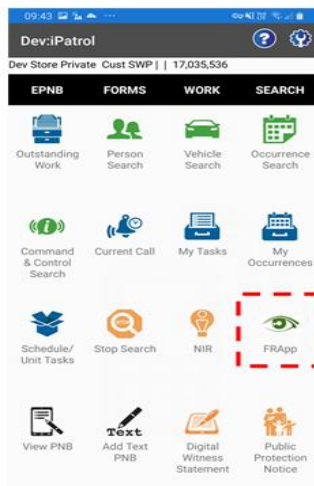 09:43
Dev:iPatrol
Dev Store Private Cust SWP | | 17,035,536
EPNB FORMS WORK SEARCH
Outstanding Work
Person Search
Vehicle Search
Occurrence Search
Command & Control Search
Current Call
My Tasks
My Occurrences
Schedule/ Unit Tasks
Stop Search
NIR
FRApp
View PNB
Text
Add Text PNB
Digital Witness Statement
Public Protection Notice